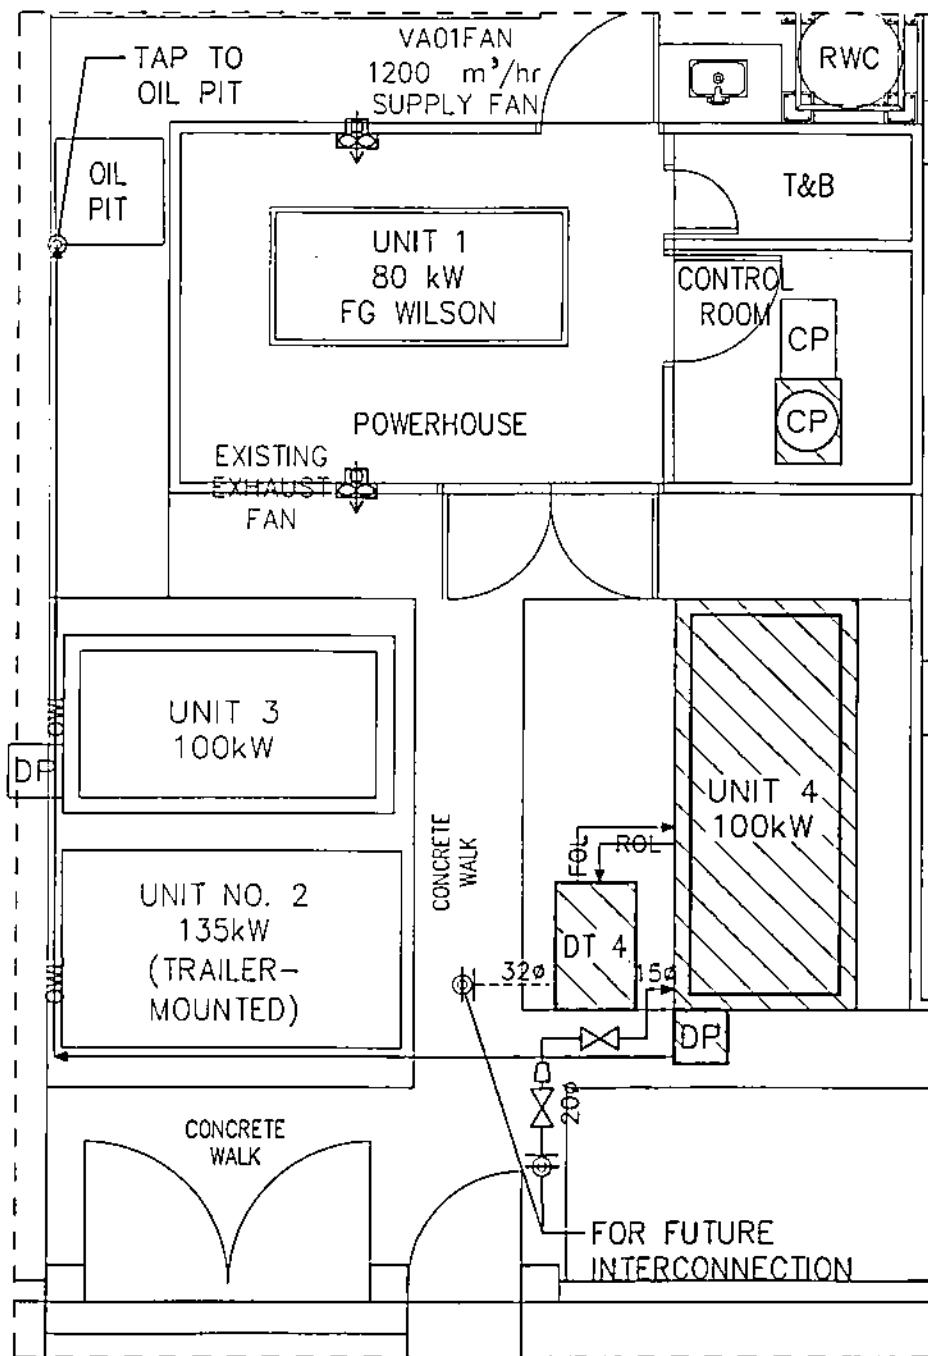 TAP TO
OIL PIT
VA01FAN
1200 m³/hr
SUPPLY FAN
RWC
OIL
PIT
T&B
UNIT 1
80 kW
FG WILSON
CONTROL
ROOM
CP
CP
POWERHOUSE
EXISTING
EXHAUST
FAN
OWL
UNIT 3
100kW
DP
UNIT 4
100kW
CONCRETE
WALK
FOL
ROL
UNIT NO. 2
135kW
(TRAILER-
MOUNTED)
OWL
DT 4
32ø
15ø
DP
20ø
CONCRETE
WALK
FOR FUTURE
INTERCONNECTION